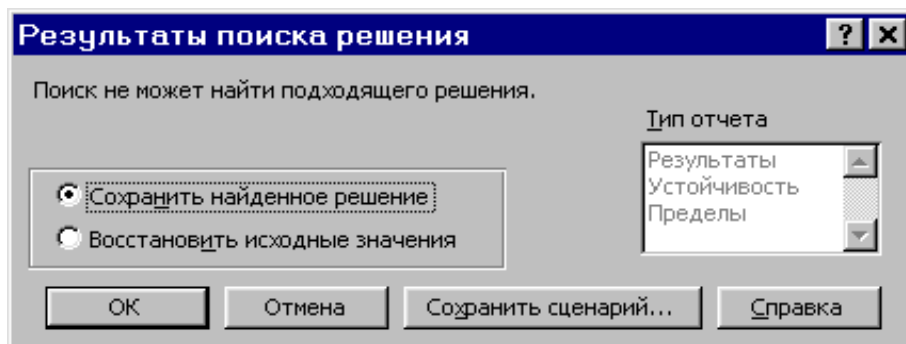 Результаты поиска решения
Поиск не может найти подходящего решения.
Тип отчета
Результаты
Устойчивость
Пределы
Сохранить найденное решение
Восстановить исходные значения
ОК
Отмена
Сохранить сценарий...
Справка